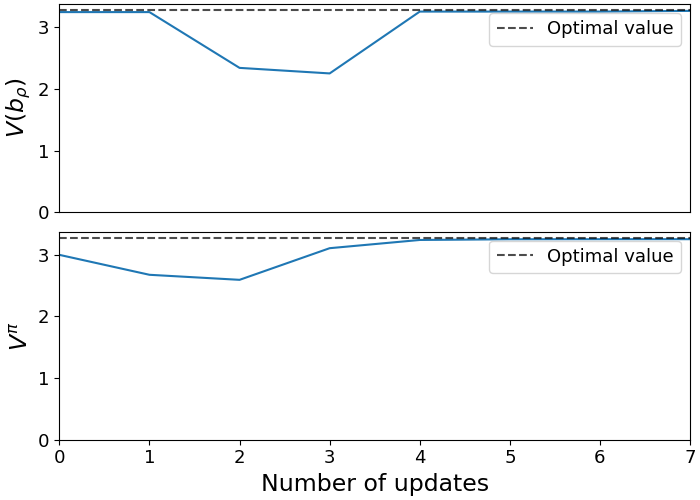 3
2
1
0
V(b_ρ)
Optimal value
3
2
1
0
V^π
Optimal value
0 1 2 3 4 5 6 7
Number of updates